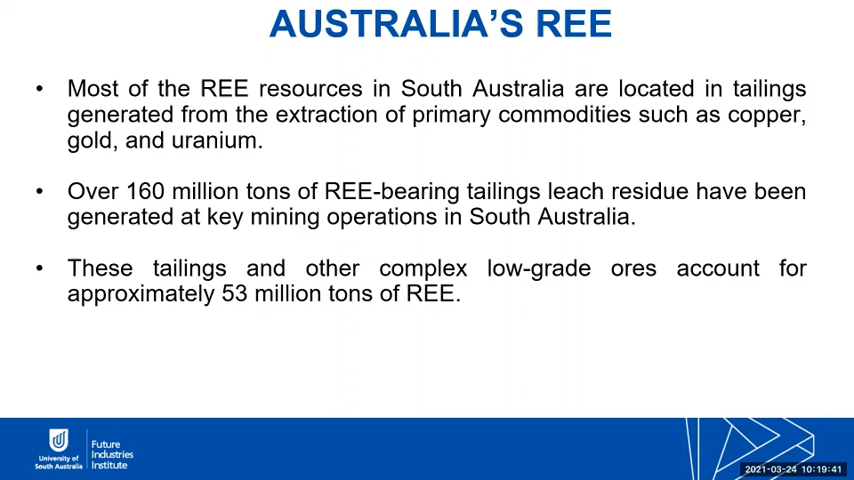 AUSTRALIA’S REE
• Most of the REE resources in South Australia are located in tailings
generated from the extraction of primary commodities such as copper,
gold, and uranium.
• Over 160 million tons of REE-bearing tailings leach residue have been
generated at key mining operations in South Australia.
• These tailings and other complex low-grade ores account for
approximately 53 million tons of REE.
University of
South Australia
Future
Industries
Institute
2021-03-24 10:19:41